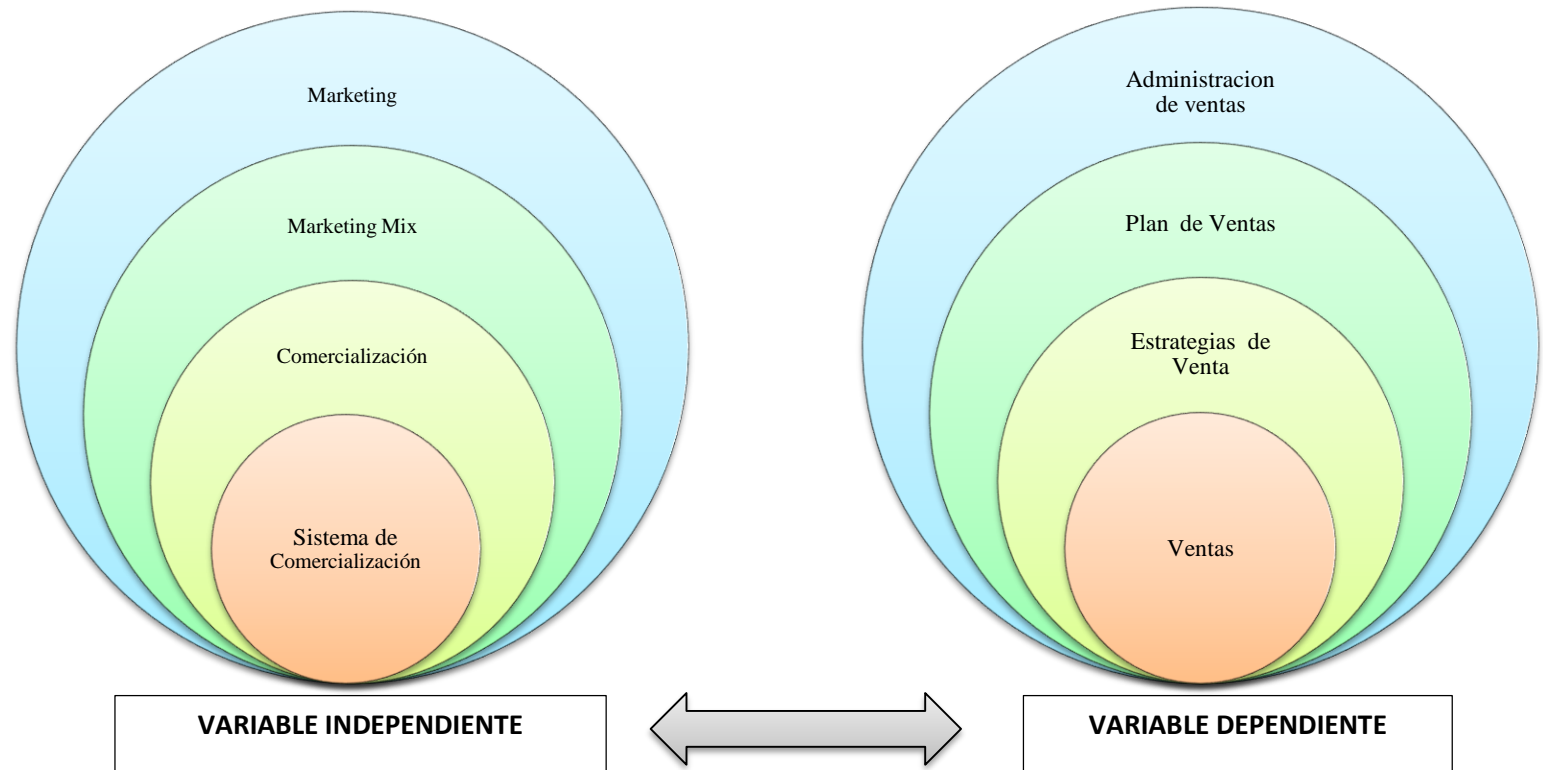 Marketing
Marketing Mix
Comercialización
Sistema de
Comercialización
VARIABLE INDEPENDIENTE
Administracion
de ventas
Plan de Ventas
Estrategias de
Venta
Ventas
VARIABLE DEPENDIENTE